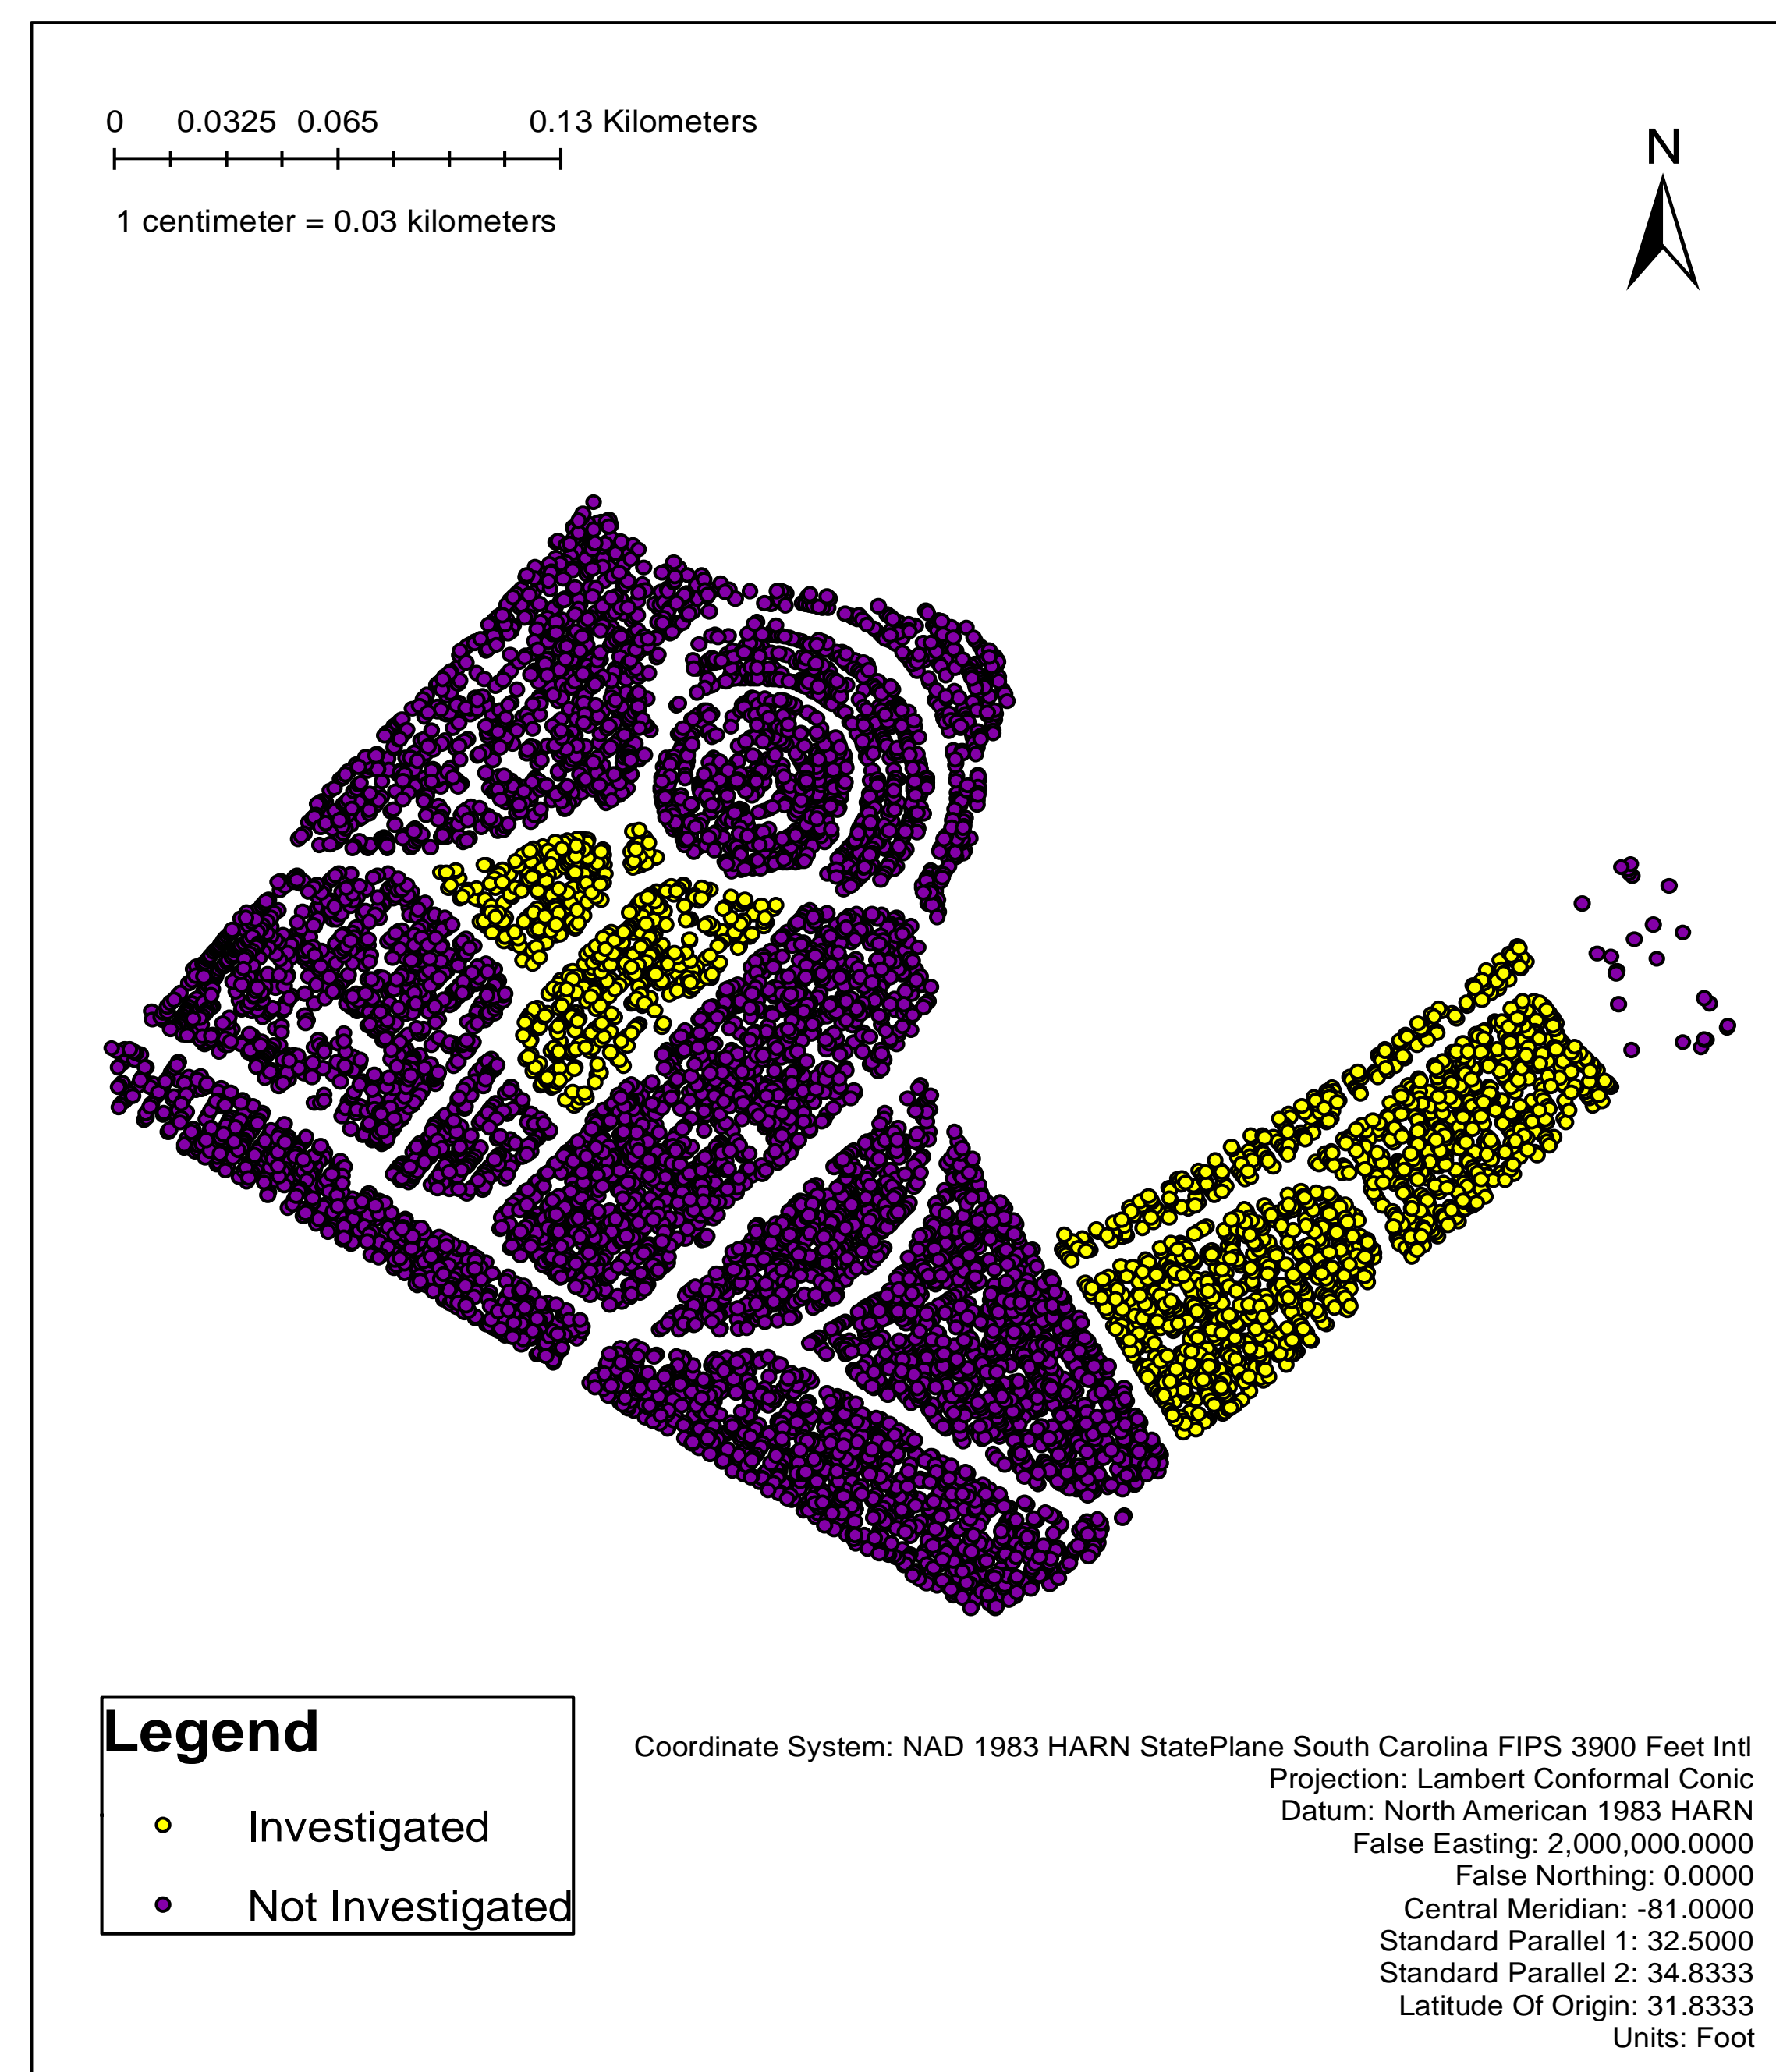 0 0.0325 0.065 0.13 Kilometers
1 centimeter = 0.03 kilometers
N
Legend
Investigated
Not Investigated
Coordinate System: NAD 1983 HARN StatePlane South Carolina FIPS 3900 Feet Intl
Projection: Lambert Conformal Conic
Datum: North American 1983 HARN
False Easting: 2,000,000.0000
False Northing: 0.0000
Central Meridian: -81.0000
Standard Parallel 1: 32.5000
Standard Parallel 2: 34.8333
Latitude Of Origin: 31.8333
Units: Foot